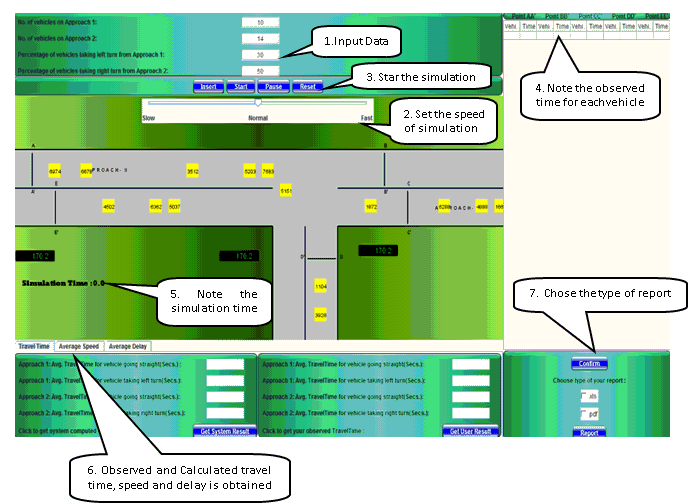 No. of vehicles on Approach 1: 10
No. of vehicles on Approach 2: 14
Percentage of vehicles taking left turn from Approach 1: 30
Percentage of vehicles taking right turn from Approach 2: 50
1.Input Data
Insert Start Pause Reset
3. Star the simulation
Point AA' Point BB' Point CC' Point DD' Point EE'
Vehi. Time Vehi. Time Vehi. Time Vehi. Time Vehi. Time
4. Note the observed
time for eachvehicle
Slow Normal Fast
2. Set the speed
of simulation
A B
6974 6679 PROACH- II 3512 5203 7583
A' E 5151 B' C
4602 6362 5037 1672 A 5288 ROACH- 4888 166
E' C'
176.2 176.2 D' D 176.2
Simulation Time :0.0
1104
3928
5. Note the
simulation time
7. Chose the type of report
Travel Time Average Speed Average Delay
Approach 1: Avg. TravelTime for vehicle going straight(Secs.):
Approach 1: Avg. TravelTime for vehicle taking left turn(Secs.):
Approach 2: Avg. TravelTime for vehicle going straight(Secs.):
Approach 2: Avg. TravelTime for vehicle taking right turn(Secs.):
Click to get system computed Get System Result
Approach 1: Avg. TravelTime for vehicle going straight(Secs.):
Approach 1: Avg. TravelTime for vehicle taking left turn(Secs.):
Approach 2: Avg. TravelTime for vehicle going straight(Secs.):
Approach 2: Avg. TravelTime for vehicle taking right turn(Secs.):
Click to get your observed TravelTime : Get User Result
Confirm
Choose type of your report :
.xls
.pdf
Report
6. Observed and Calculated travel
time, speed and delay is obtained